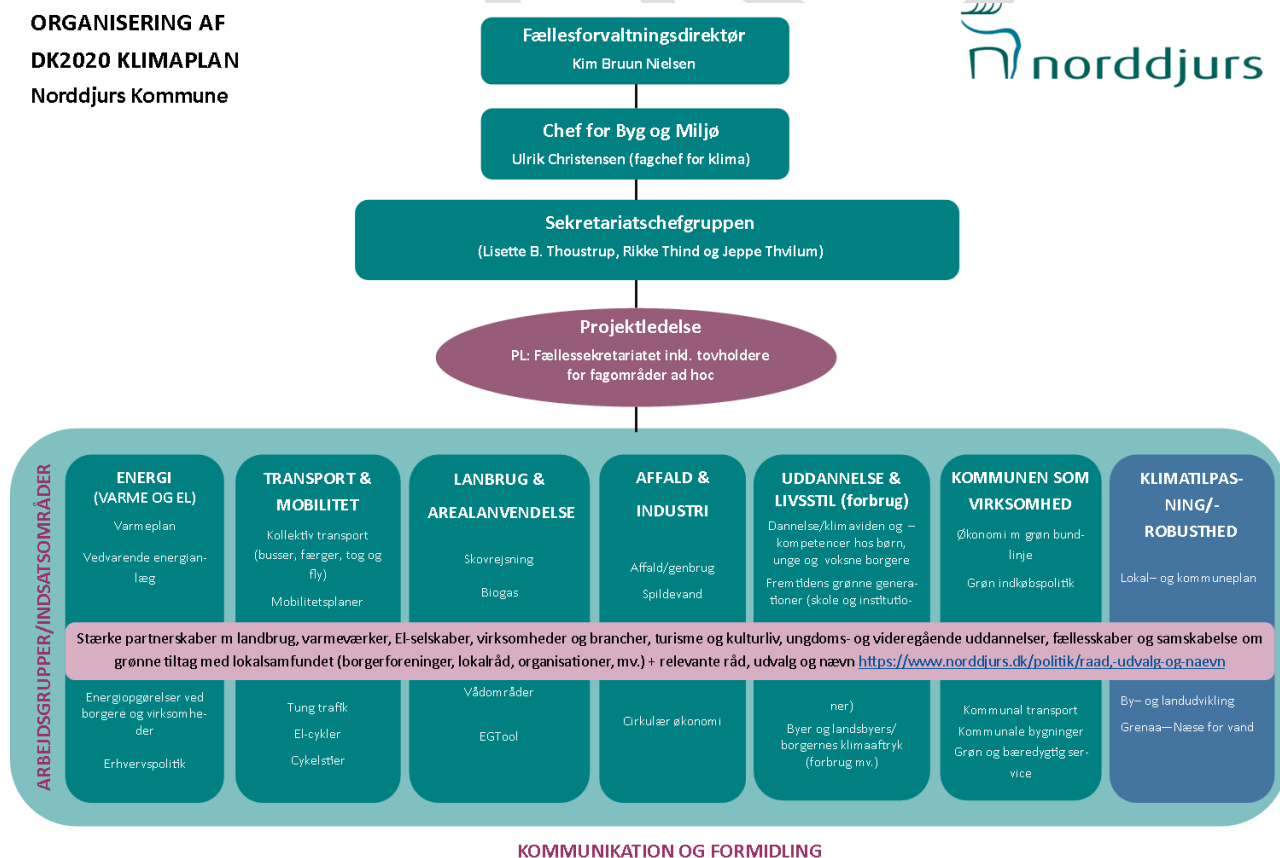 ORGANISERING AF
DK2020 KLIMAPLAN
Norddjurs Kommune
norddjurs
Fællesforvaltningsdirektør
Kim Bruun Nielsen
Chef for Byg og Miljø
Ulrik Christensen (fagchef for klima)
Sekretariatschefgruppen
(Lisette B. Thoustrup, Rikke Thind og Jeppe Thvilum)
Projektledelse
PL: Fællessekretariatet inkl. tovholdere
for fagområder ad hoc
ARBEJDSGRUPPER/INDSATSOMRÅDER
ENERGI
(VARME OG EL)
Varmeplan
Vedvarende energian-
læg
TRANSPORT &
MOBILITET
Kollektiv transport
(busser, færger, tog og
fly)
Mobilitetsplaner
LANBRUG &
AREALANVENDELSE
Skovrejsning
Biogas
AFFALD &
INDUSTRI
Affald/genbrug
Spildevand
UDDANNELSE &
LIVSSTIL (forbrug)
Dannelse/klimaviden og –
kompetencer hos børn,
unge og voksne borgere
Fremtidens grønne genera-
tioner (skole og institutio-
KOMMUNEN SOM
VIRKSOMHED
Økonomi m grøn bund-
linje
Grøn indkøbspolitik
KLIMATILPAS-
NING/-
ROBUSTHED
Lokal– og kommuneplan
Stærke partnerskaber m landbrug, varmeværker, El-selskaber, virksomheder og brancher, turisme og kulturliv, ungdoms- og videregående uddannelser, fællesskaber og samskabelse om
grønne tiltag med lokalsamfundet (borgerforeninger, lokalråd, organisationer, mv.) + relevante råd, udvalg og nævn https://www.norddjurs.dk/politik/raad,-udvalg-og-naevn
Energiopgørelser ved
borgere og virksomhe-
der
Erhvervspolitik
Tung trafik
El-cykler
Cykelstier
Vådområder
EGTool
Cirkulær økonomi
ner)
Byer og landsbyers/
borgernes klimaaftryk
(forbrug mv.)
Kommunal transport
Kommunale bygninger
Grøn og bæredygtig ser-
vice
By– og landudvikling
Grenaa—Næse for vand
KOMMUNIKATION OG FORMIDLING